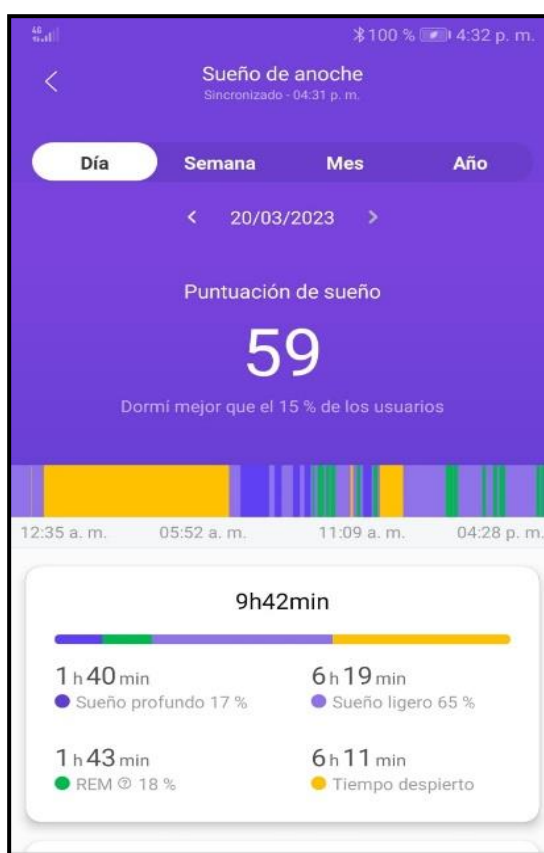 4G
100 % 4:32 p. m.
Sueño de anoche
Sincronizado - 04:31 p. m.
Día Semana Mes Año
< 20/03/2023 >
Puntuación de sueño
59
Dormí mejor que el 15 % de los usuarios
12:35 a. m. 05:52 a. m. 11:09 a. m. 04:28 p. m.
9h42min
1 h 40 min 6 h 19 min
Sueño profundo 17 % Sueño ligero 65 %
1 h 43 min 6 h 11 min
REM ? 18 % Tiempo despierto